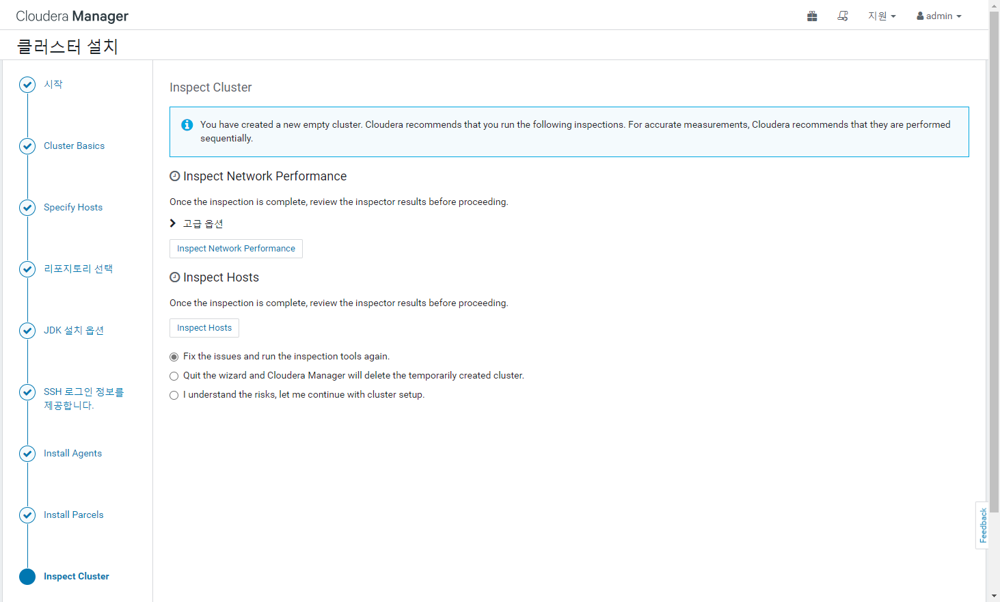 Cloudera Manager
지원
admin
클러스터 설치
시작
Cluster Basics
Specify Hosts
리포지토리 선택
JDK 설치 옵션
SSH 로그인 정보를
제공합니다.
Install Agents
Install Parcels
Inspect Cluster
Inspect Cluster
You have created a new empty cluster. Cloudera recommends that you run the following inspections. For accurate measurements, Cloudera recommends that they are performed
sequentially.
Inspect Network Performance
Once the inspection is complete, review the inspector results before proceeding.
고급 옵션
Inspect Network Performance
Inspect Hosts
Once the inspection is complete, review the inspector results before proceeding.
Inspect Hosts
Fix the issues and run the inspection tools again.
Quit the wizard and Cloudera Manager will delete the temporarily created cluster.
I understand the risks, let me continue with cluster setup.
Feedback